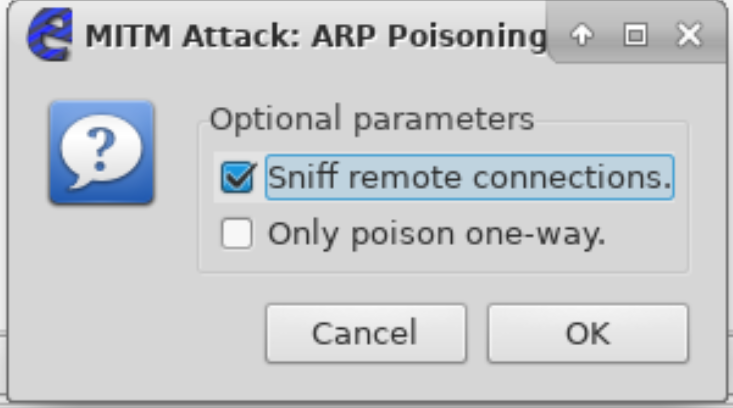 MITM Attack: ARP Poisoning
Optional parameters
Sniff remote connections.
Only poison one-way.
Cancel OK